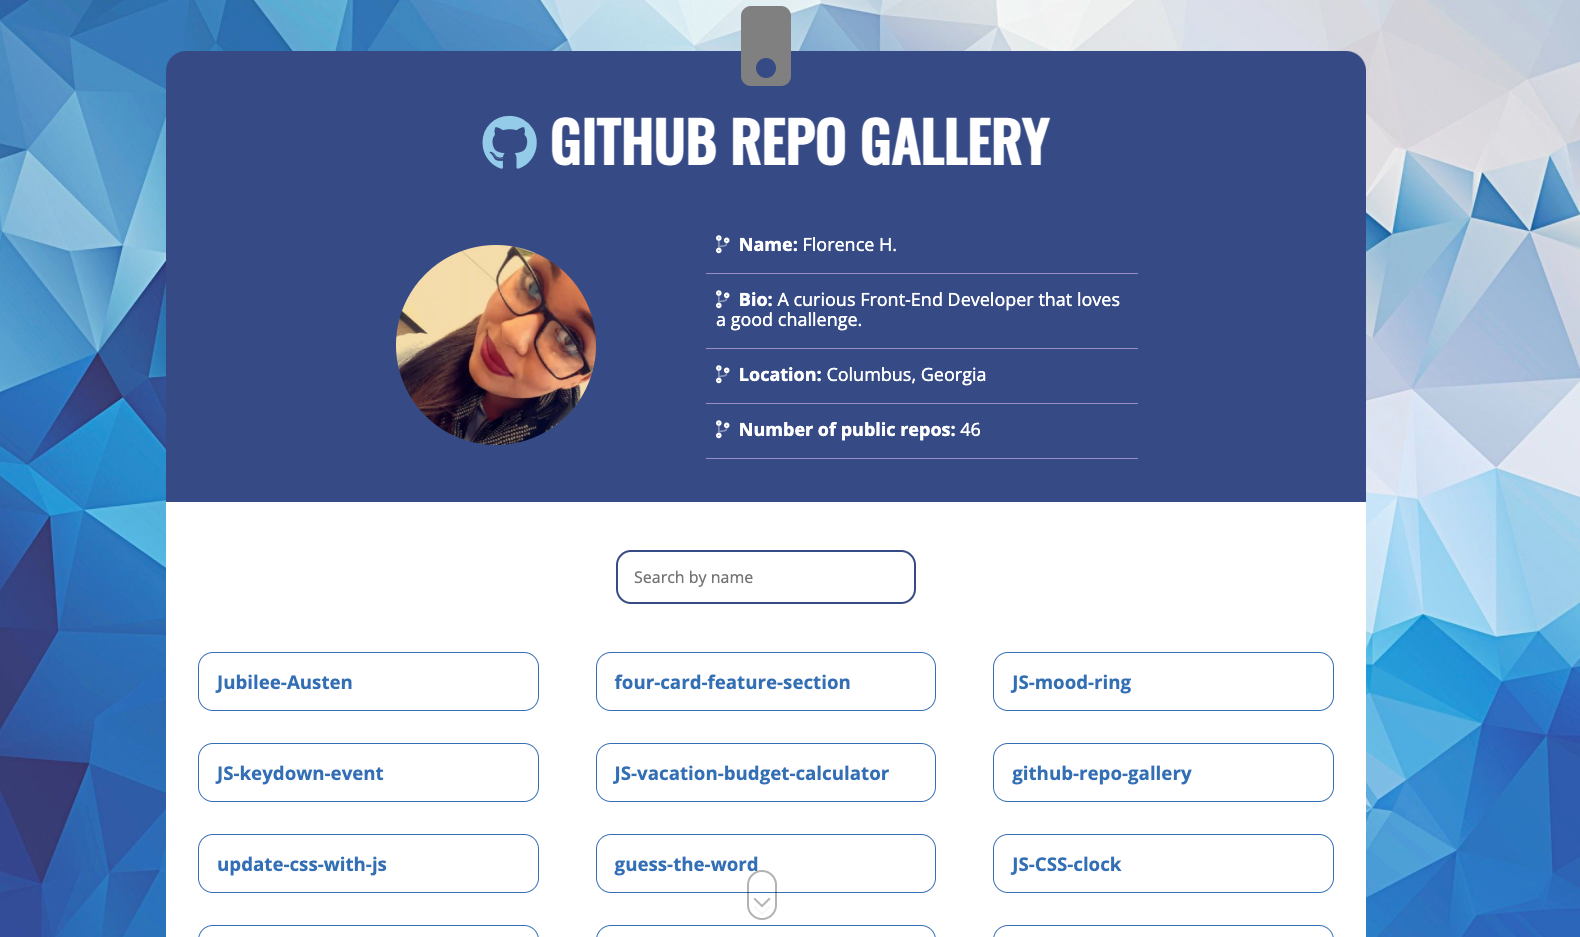 GITHUB REPO GALLERY
Name: Florence H.
Bio: A curious Front-End Developer that loves
a good challenge.
Location: Columbus, Georgia
Number of public repos: 46
Search by name
Jubilee-Austen
four-card-feature-section
JS-mood-ring
JS-keydown-event
JS-vacation-budget-calculator
github-repo-gallery
update-css-with-js
guess-the-word
JS-CSS-clock